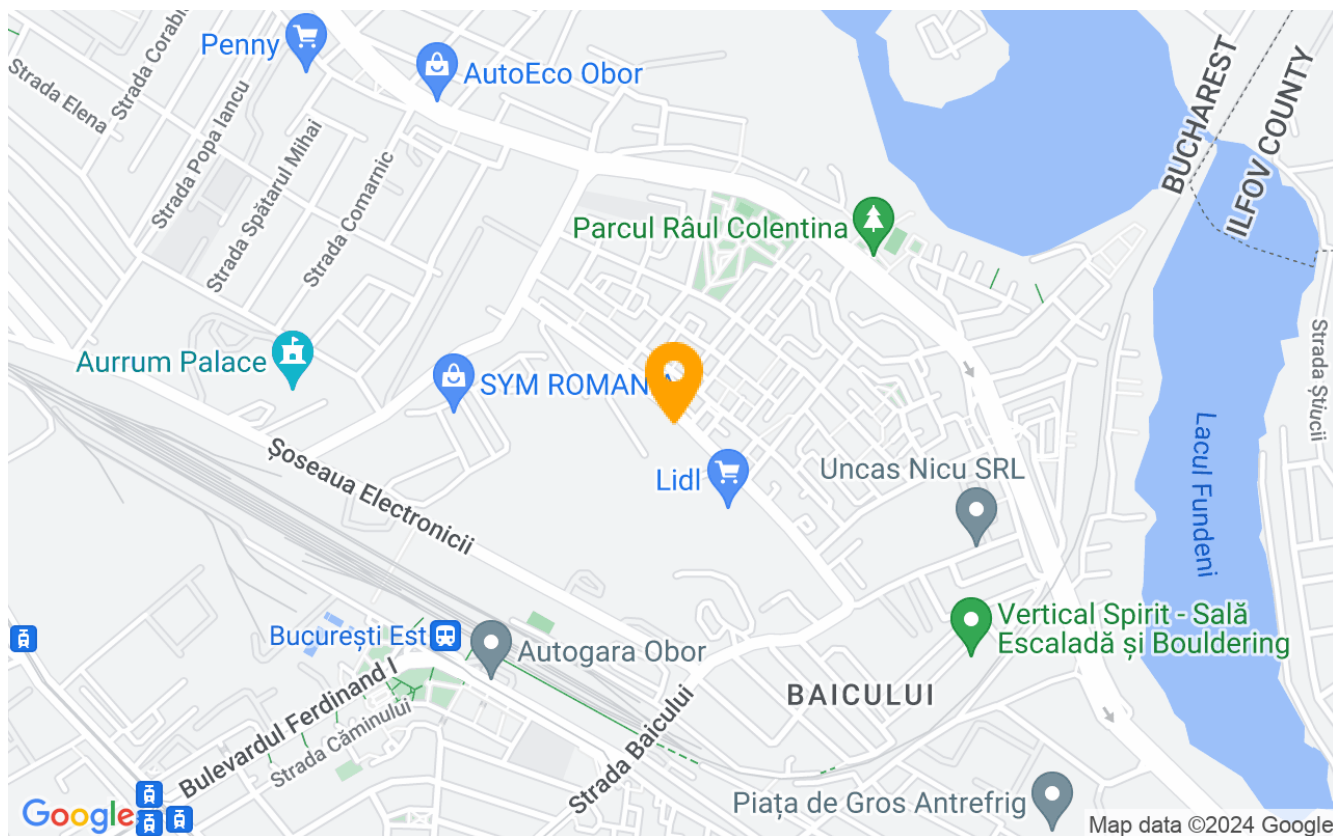 Penny
Strada Corabi
AutoEco Obor
Strada Elena
Strada Popa Iancu
Strada Spătarul Mihai
Strada Comarnic
BUCHAREST
ILFOV COUNTY
Parcul Râul Colentina
Aurrum Palace
SYM ROMANIA
Strada Știucii
Șoseaua Electronicii
Lidl
Uncas Nicu SRL
Lacul Fundeni
București Est
Autogara Obor
Vertical Spirit - Sală
Escaladă și Bouldering
Bulevardul Ferdinand I
Strada Căminului
Strada Baicului
BAICULUI
Piața de Gros Antrefrig
Google
Map data ©2024 Google